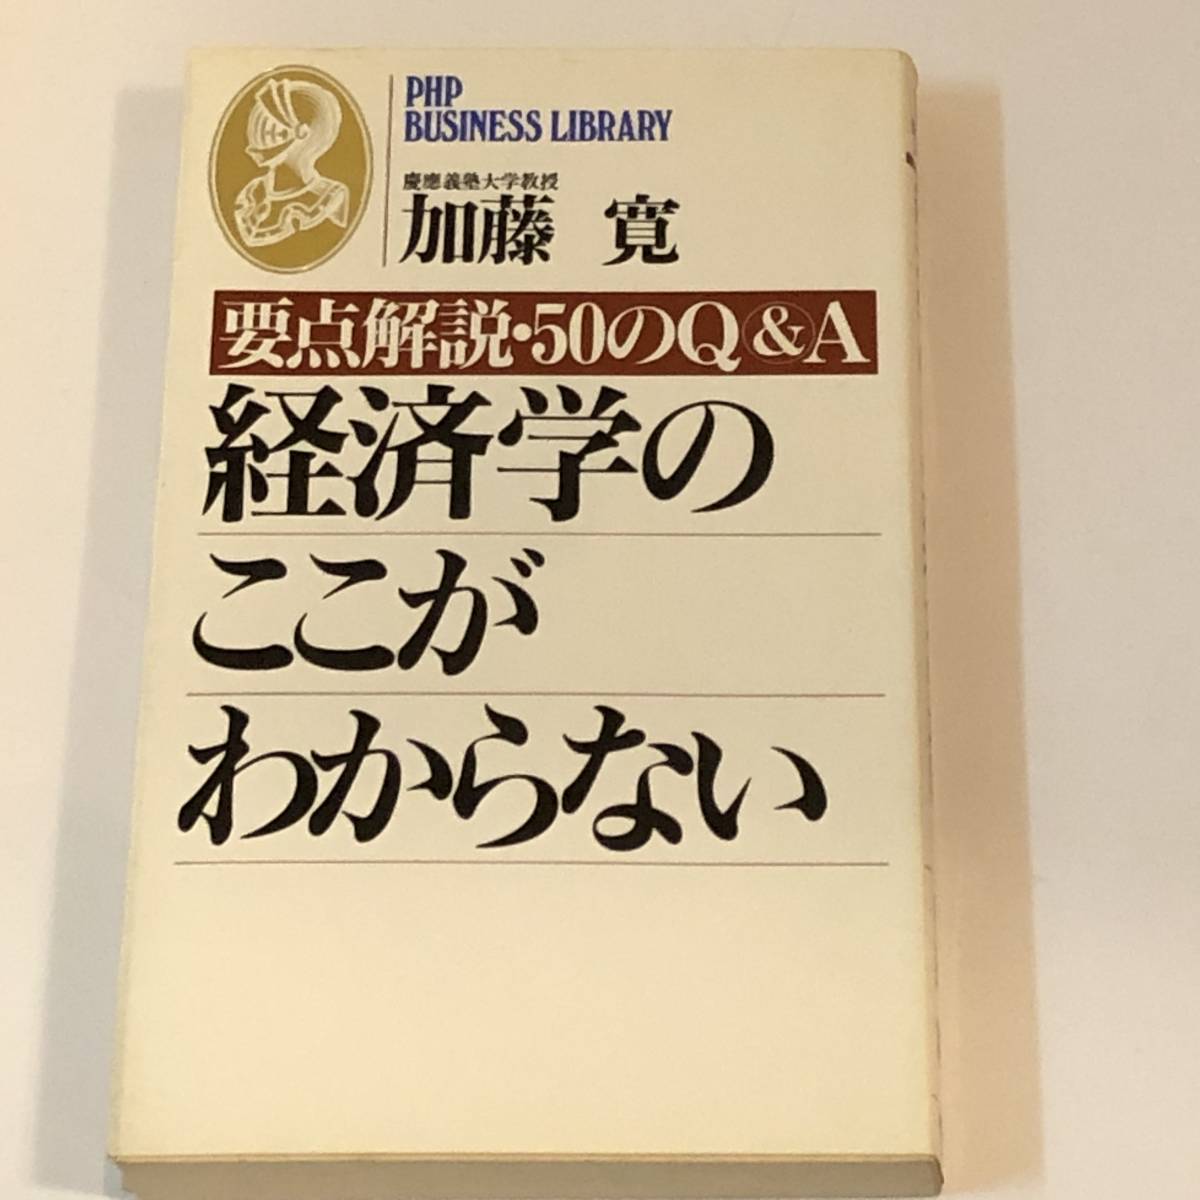 PHP
BUSINESS LIBRARY
慶應義塾大学教授
加藤 寛
要点解説・50のQ&A
経済学の
ここが
わからない